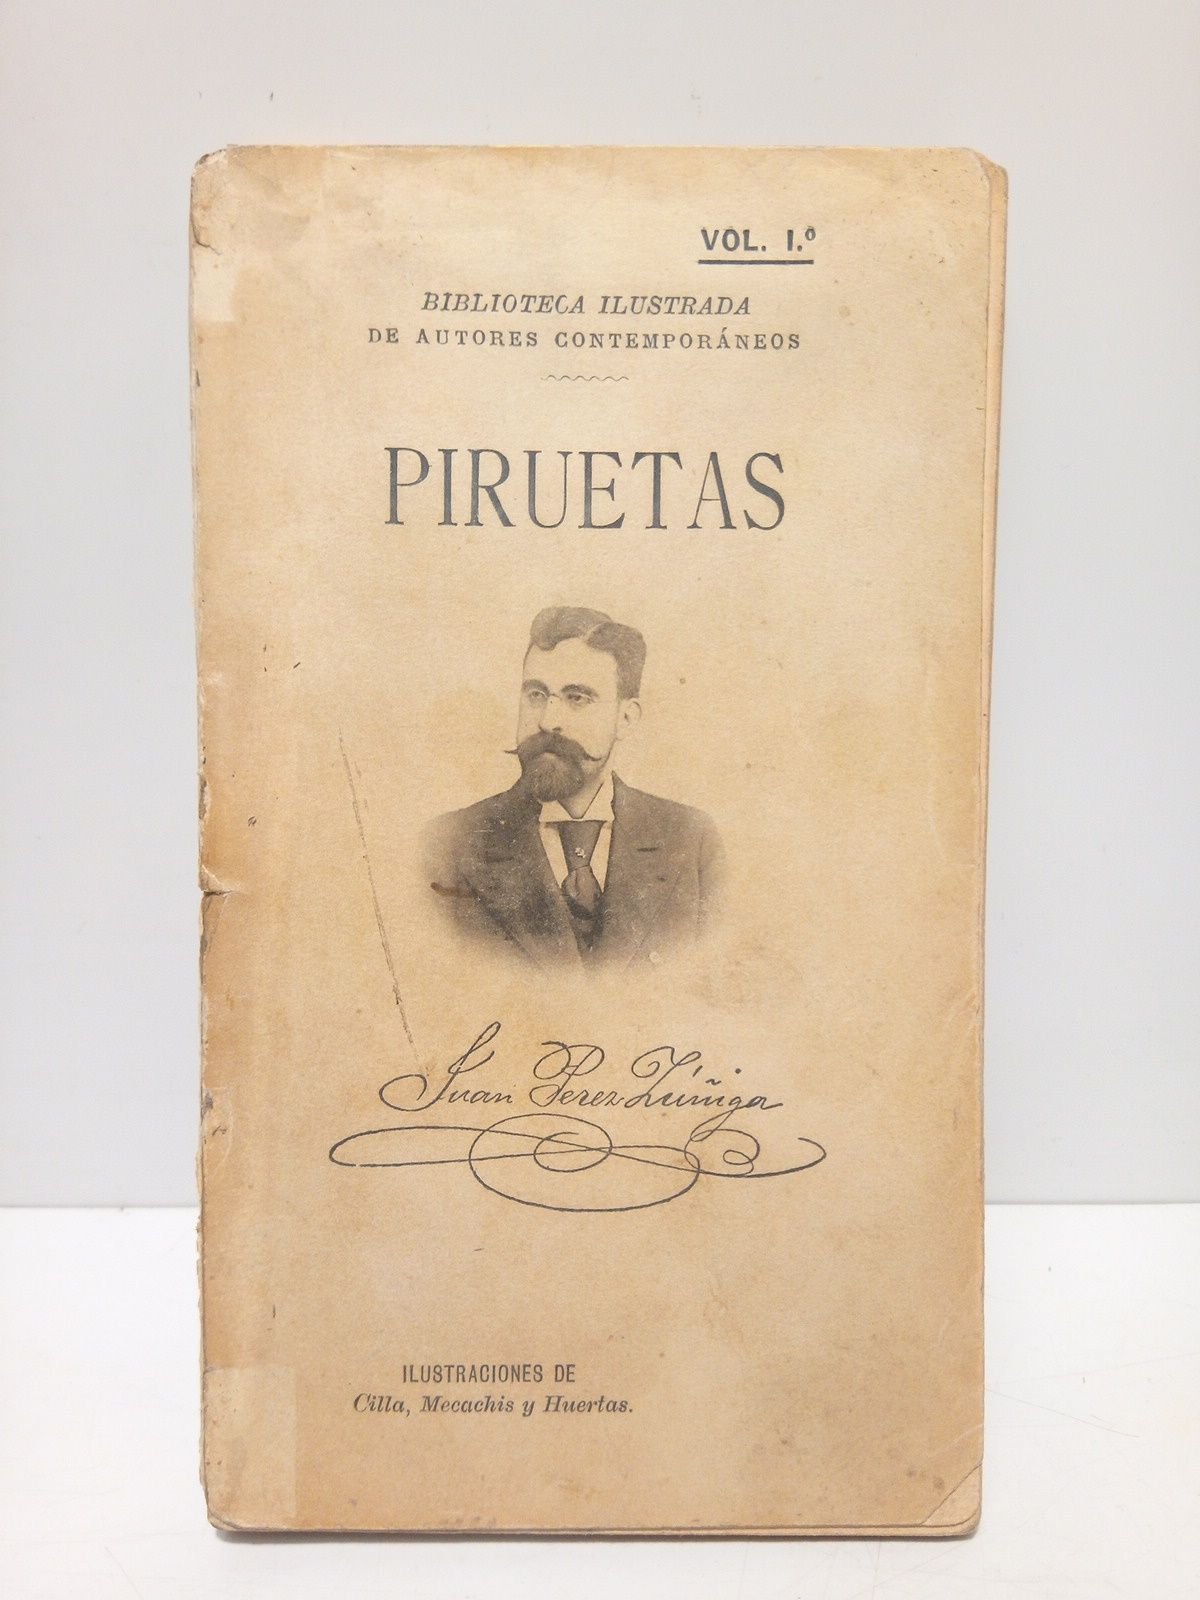 VOL. I.º
BIBLIOTECA ILUSTRADA
DE AUTORES CONTEMPORÁNEOS
PIRUETAS
Juan Perez Zúñiga
ILUSTRACIONES DE
Cilla, Mecachis y Huertas.